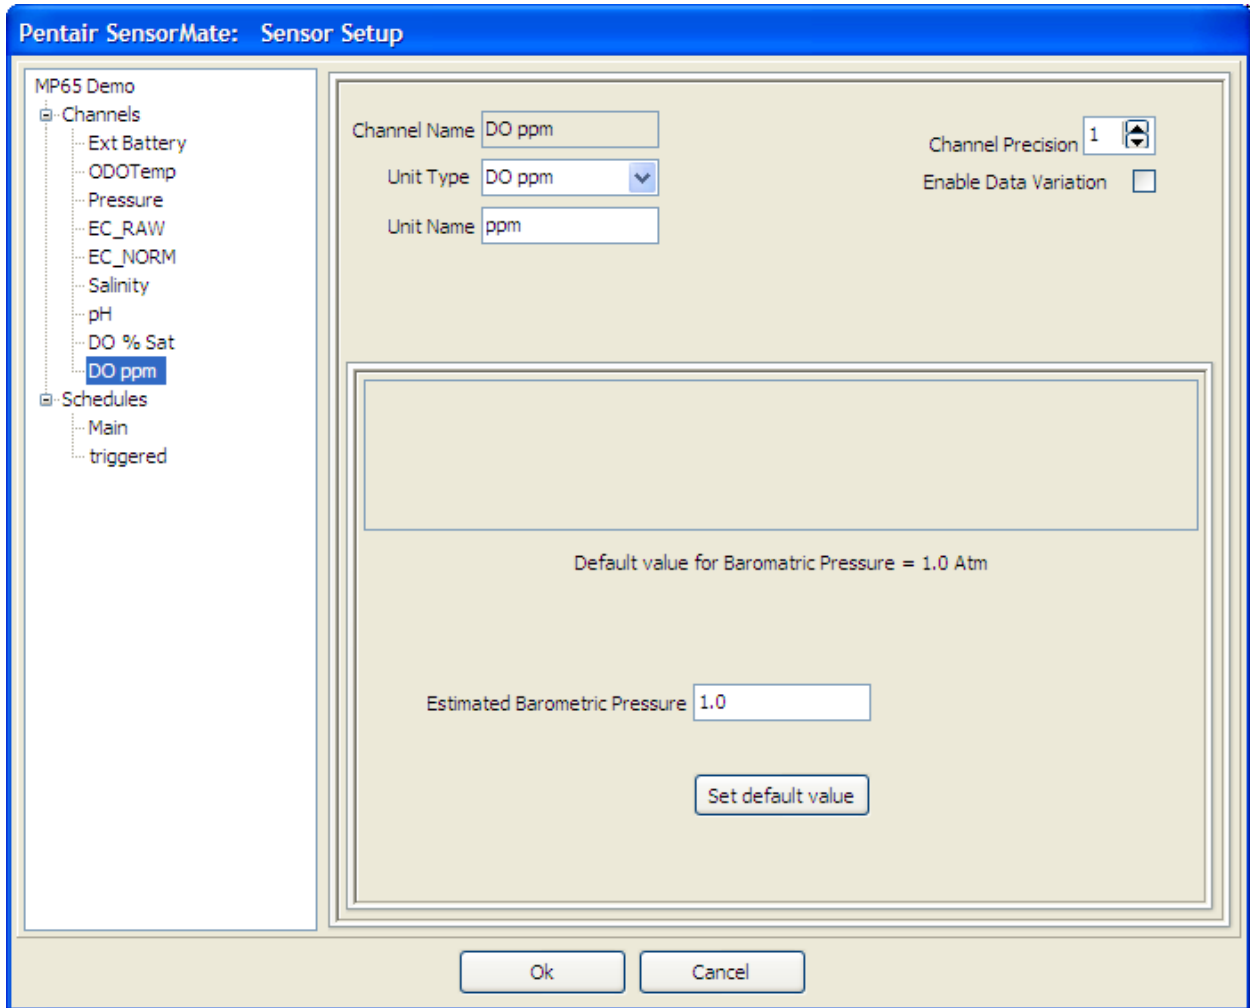 Pentair SensorMate:   Sensor Setup
MP65 Demo
Channels
Ext Battery
ODOTemp
Pressure
EC_RAW
EC_NORM
Salinity
pH
DO % Sat
DO ppm
Schedules
Main
triggered
Channel Name DO ppm
Unit Type DO ppm
Unit Name ppm
Channel Precision 1
Enable Data Variation
Default value for Baromatric Pressure = 1.0 Atm
Estimated Barometric Pressure 1.0
Set default value
Ok
Cancel